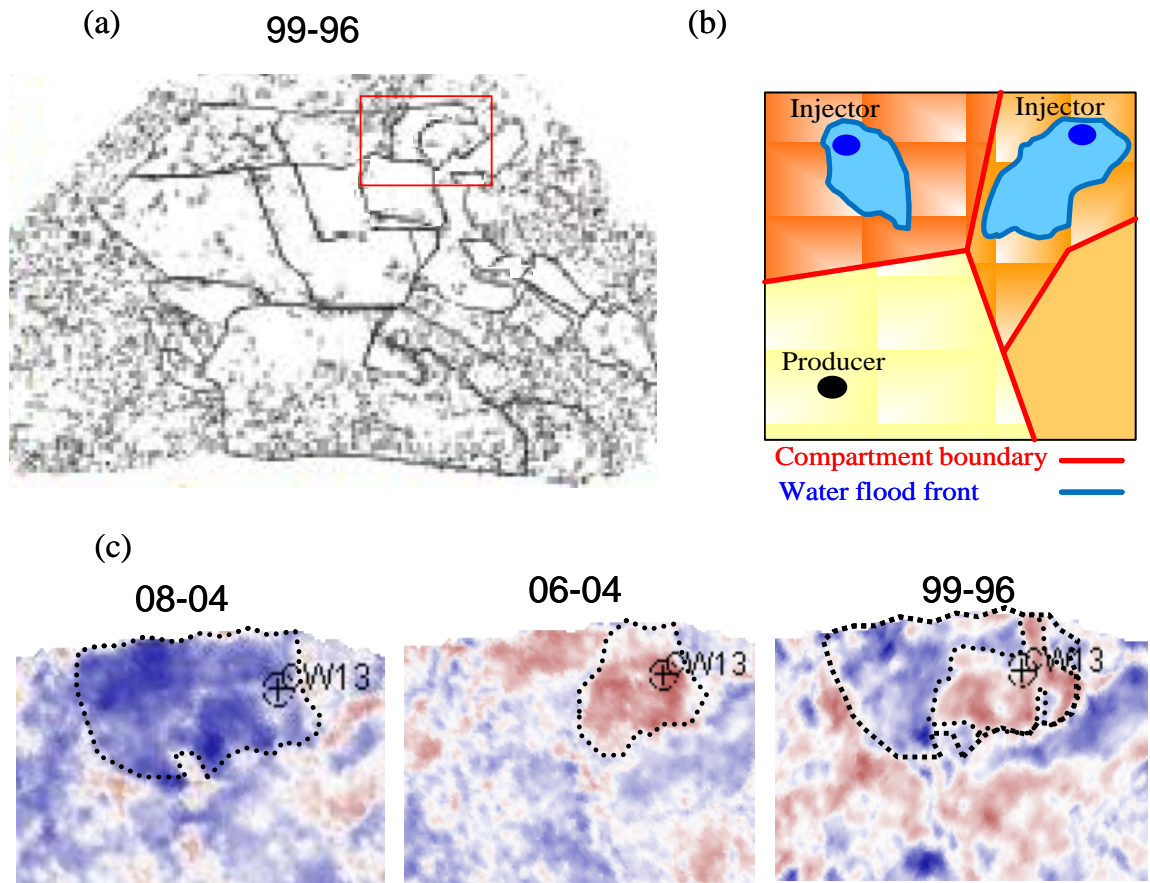 (a)
99-96
(b)
Injector
Injector
Producer
Compartment boundary
Water flood front
(c)
08-04
06-04
99-96
CW13
CW13
CW13